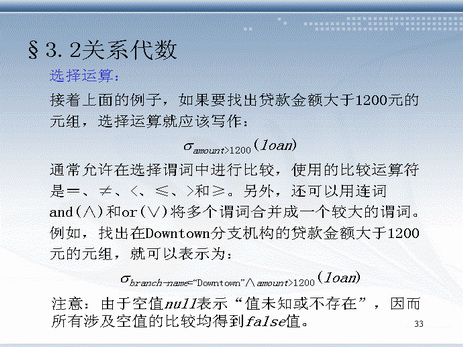 §3.2关系代数
选择运算：
接着上面的例子，如果要找出贷款金额大于1200元的
元组，选择运算就应该写作：
σamount>1200(loan)
通常允许在选择谓词中进行比较，使用的比较运算符
是＝、≠、<、≤、>和≥。另外，还可以用连词
and(∧)和or(∨)将多个谓词合并成一个较大的谓词。
例如，找出在Downtown分支机构的贷款金额大于1200
元的元组，就可以表示为：
σbranch-name=“Downtown”∧amount>1200(loan)
注意：由于空值null表示“值未知或不存在”，因而
所有涉及空值的比较均得到false值。
33